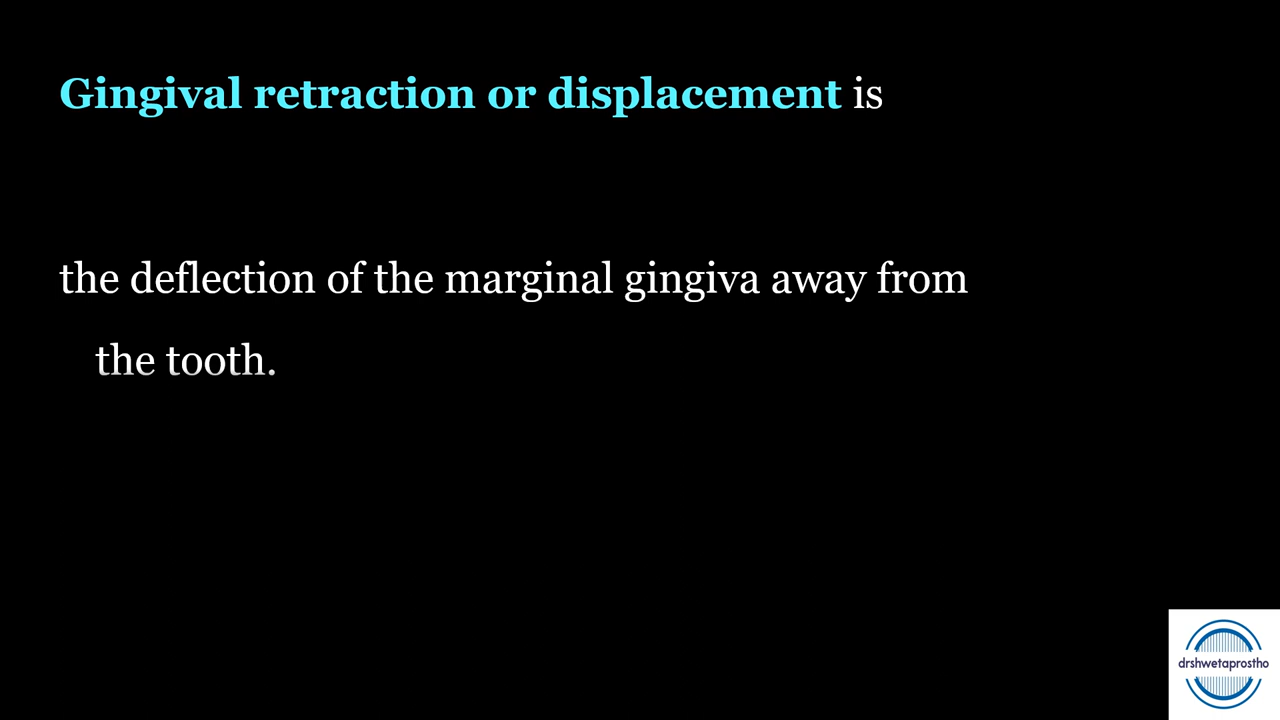 Gingival retraction or displacement is
the deflection of the marginal gingiva away from
the tooth.
drshwetaprostho